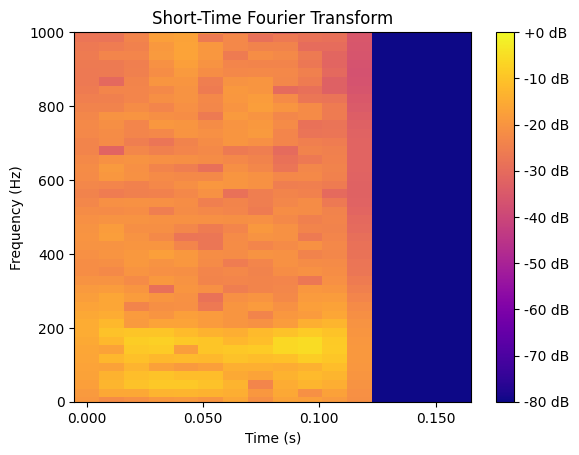 Short-Time Fourier Transform
Frequency (Hz)
1000
800
600
400
200
0
0.000
0.050
0.100
0.150
Time (s)
+0 dB
-10 dB
-20 dB
-30 dB
-40 dB
-50 dB
-60 dB
-70 dB
-80 dB